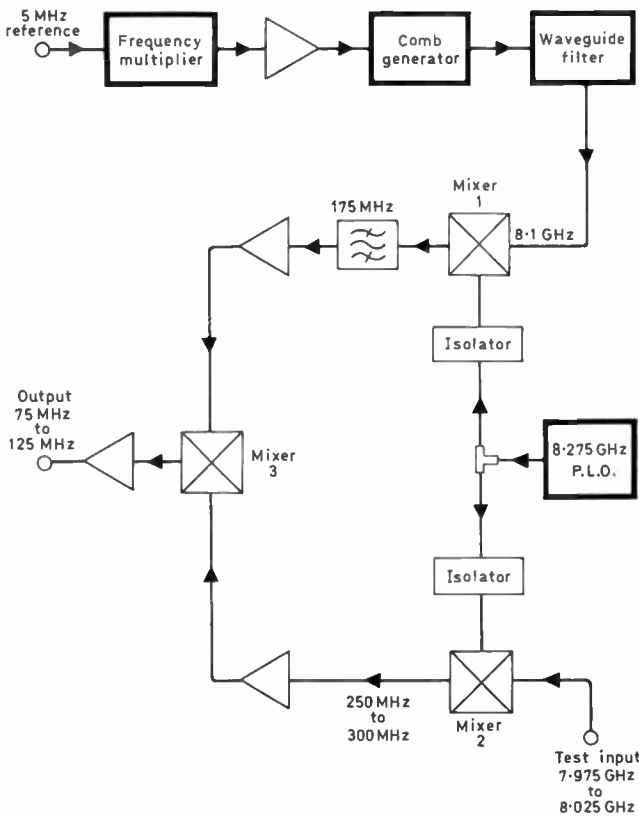 5 MHz
reference
Frequency
multiplier
Comb
generator
Waveguide
filter
Mixer
1
175 MHz
8·1 GHz
Isolator
Output
75 MHz
to
125 MHz
Mixer
3
8·275 GHz
P.L.O.
Isolator
250 MHz
to
300 MHz
Mixer
2
Test input
7·975 GHz
to
8·025 GHz